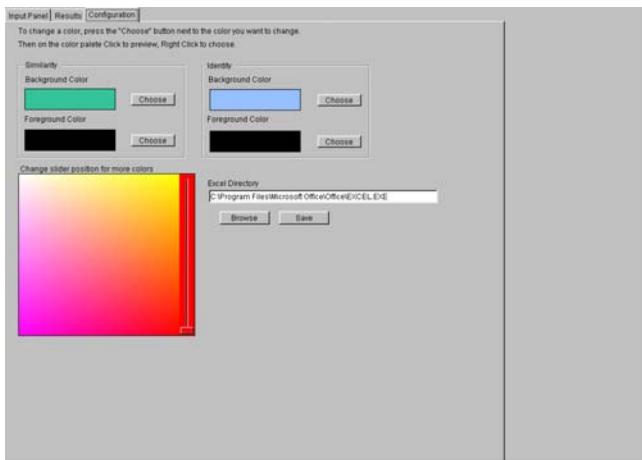 Input Panel Results Configuration
To change a color, press the "Choose" button next to the color you want to change.
Then on the color palete Click to preview, Right Click to choose.
Similarity
Background Color
Choose
Foreground Color
Choose
Identity
Background Color
Choose
Foreground Color
Choose
Change slider position for more colors
Excel Directory
C:\Program Files\Microsoft Office\Office\EXCEL.EXE
Browse Save